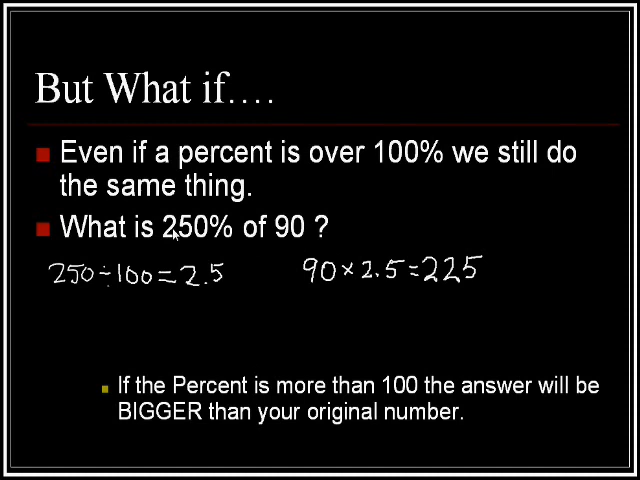 But What if....
Even if a percent is over 100% we still do
the same thing.
What is 250% of 90 ?
250÷100=2.5 90×2.5=225
If the Percent is more than 100 the answer will be
BIGGER than your original number.